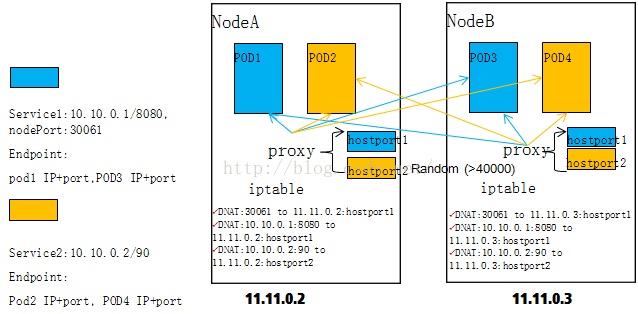 NodeA
NodeB
POD1
POD2
POD3
POD4
Service1:10.10.0.1/8080,
nodePort:30061
Endpoint:
pod1 IP+port,POD3 IP+port
Service2:10.10.0.2/90
Endpoint:
Pod2 IP+port, POD4 IP+port
proxy
hostport1
hostport2
Random (>40000)
iptable
✓DNAT:30061 to 11.11.0.2:hostport1
✓DNAT:10.10.0.1:8080 to
11.11.0.2:hostport1
✓DNAT:10.10.0.2:90 to
11.11.0.2:hostport2
11.11.0.2
proxy
hostport1
hostport2
iptable
✓DNAT:30061 to 11.11.0.3:hostport1
✓DNAT:10.10.0.1:8080 to
11.11.0.3:hostport1
✓DNAT:10.10.0.2:90 to
11.11.0.3:hostport2
11.11.0.3
http://blog.